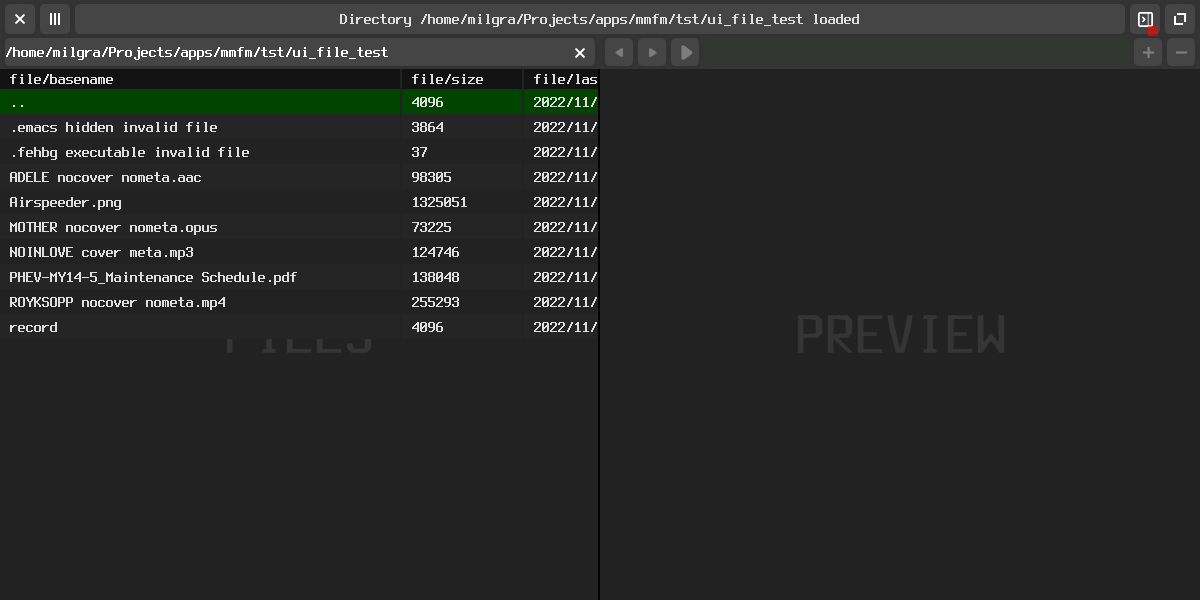 Directory /home/milgra/Projects/apps/mmfm/tst/ui_file_test loaded
/home/milgra/Projects/apps/mmfm/tst/ui_file_test
file/basename file/size file/las
.. 4096 2022/11/
.emacs hidden invalid file 3864 2022/11/
.fehbg executable invalid file 37 2022/11/
ADELE nocover nometa.aac 98305 2022/11/
Airspeeder.png 1325051 2022/11/
MOTHER nocover nometa.opus 73225 2022/11/
NOINLOVE cover meta.mp3 124746 2022/11/
PHEV-MY14-5_Maintenance Schedule.pdf 138048 2022/11/
ROYKSOPP nocover nometa.mp4 255293 2022/11/
record 4096 2022/11/
FILES
PREVIEW